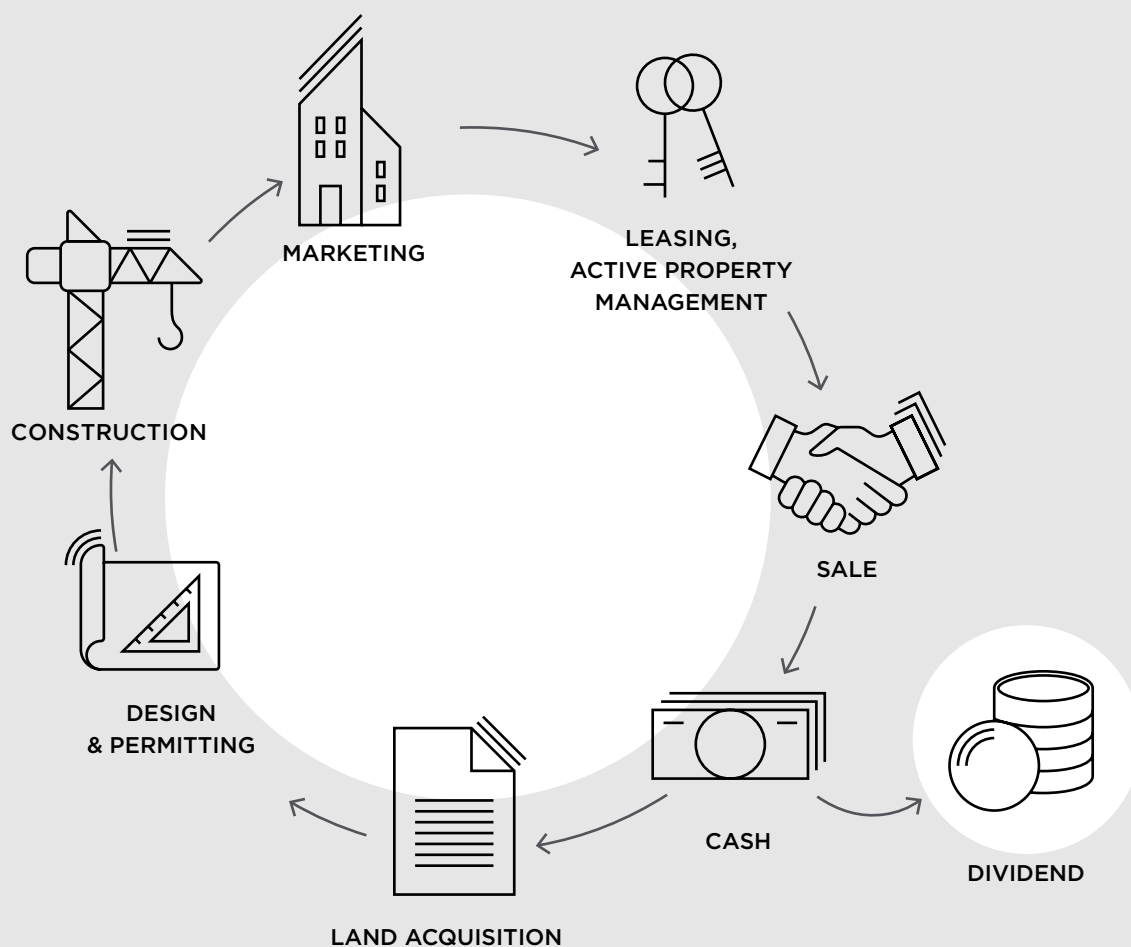 MARKETING
LEASING,
ACTIVE PROPERTY
MANAGEMENT
CONSTRUCTION
SALE
DESIGN
& PERMITTING
CASH
DIVIDEND
LAND ACQUISITION